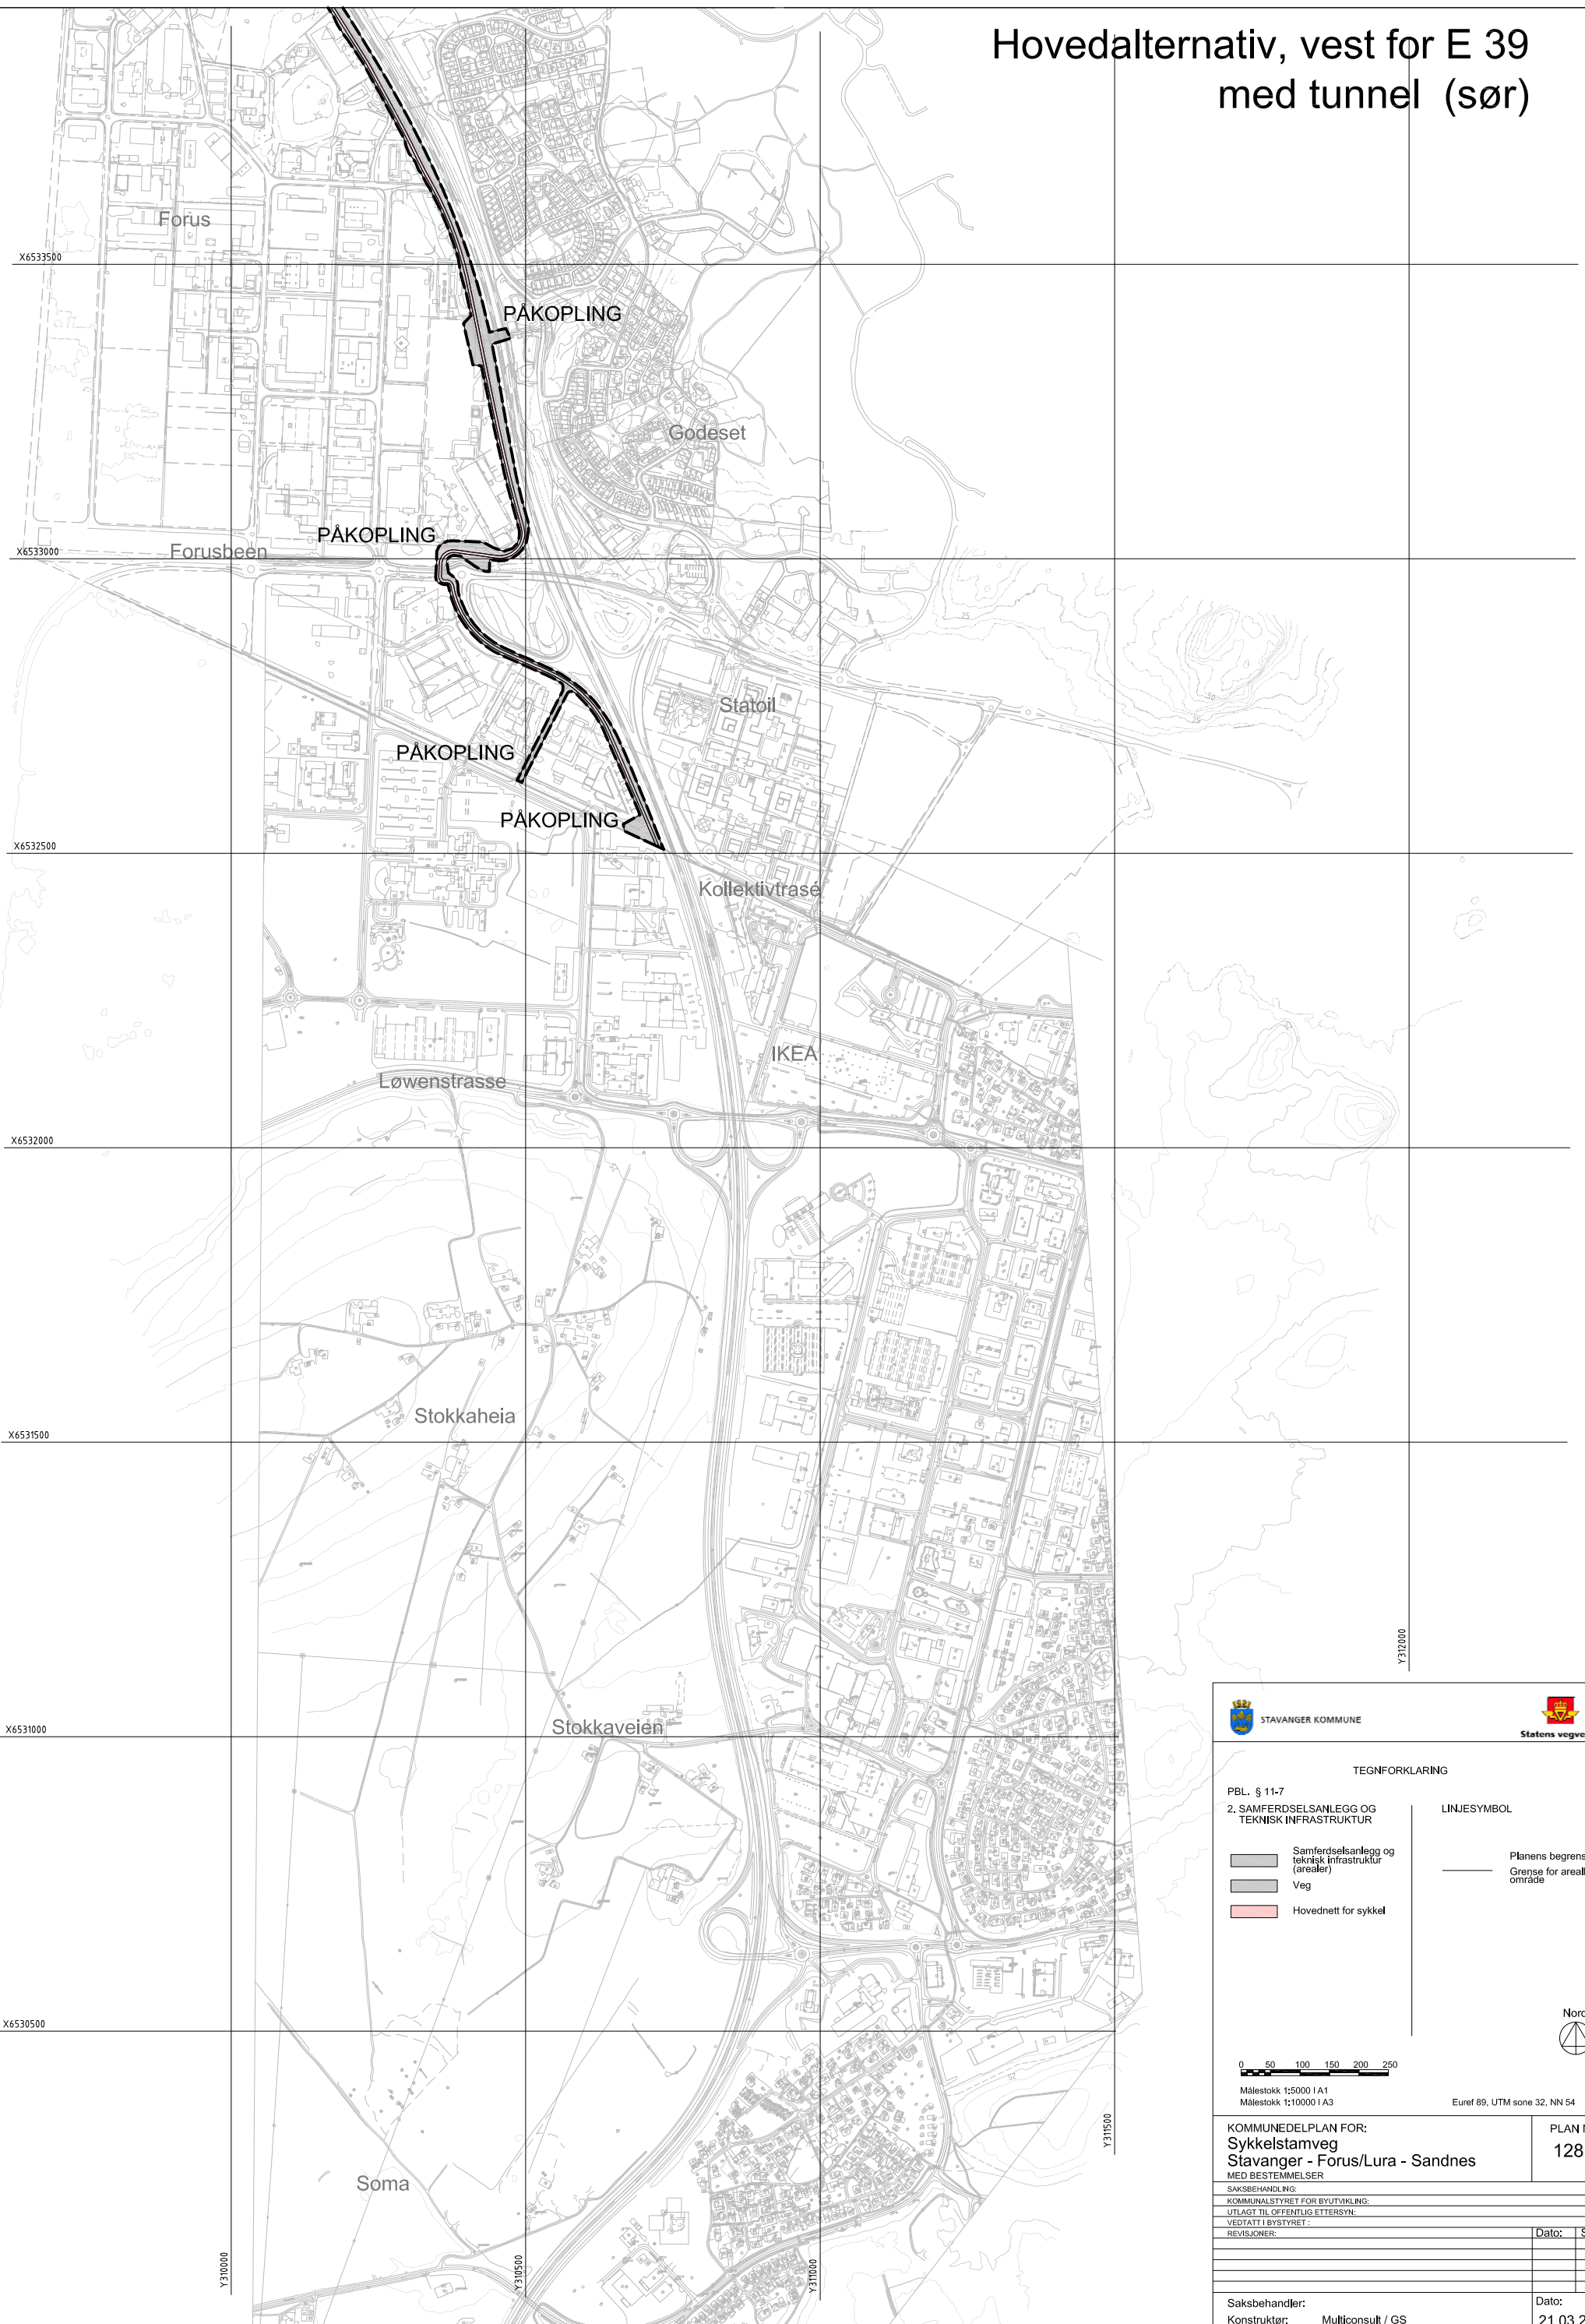 Hovedalternativ, vest for E 39
med tunnel (sør)
Forus
X6533500
PÅKOPLING
Godeset
PÅKOPLING
X6533000
Forusbeen
Statoil
PÅKOPLING
PÅKOPLING
X6532500
Kollektivtrasé
IKEA
Løwenstrasse
X6532000
Stokkaheia
X6531500
Y312000
X6531000
Stokkaveien
X6530500
Y311500
Soma
Y310000
Y310500
Y311000
STAVANGER KOMMUNE
Statens vegve
TEGNFORKLARING
PBL. § 11-7
2. SAMFERDSELSANLEGG OG
TEKNISK INFRASTRUKTUR
LINJESYMBOL
Samferdselsanlegg og
teknisk infrastruktur
(arealer)
Veg
Hovednett for sykkel
Planens begrens
Grense for areal
område
Nord
0 50 100 150 200 250
Målestokk 1:5000 I A1
Målestokk 1:10000 I A3
Euref 89, UTM sone 32, NN 54
KOMMUNEDELPLAN FOR:
Sykkelstamveg
Stavanger - Forus/Lura - Sandnes
MED BESTEMMELSER
PLAN
128
SAKSBEHANDLING:
KOMMUNALSTYRET FOR BYUTVIKLING:
UTLAGT TIL OFFENTLIG ETTERSYN:
VEDTATT I BYSTYRET :
REVISJONER:
Dato:
Saksbehandler:
Dato:
Konstruktør: Multiconsult / GS
21.03.2